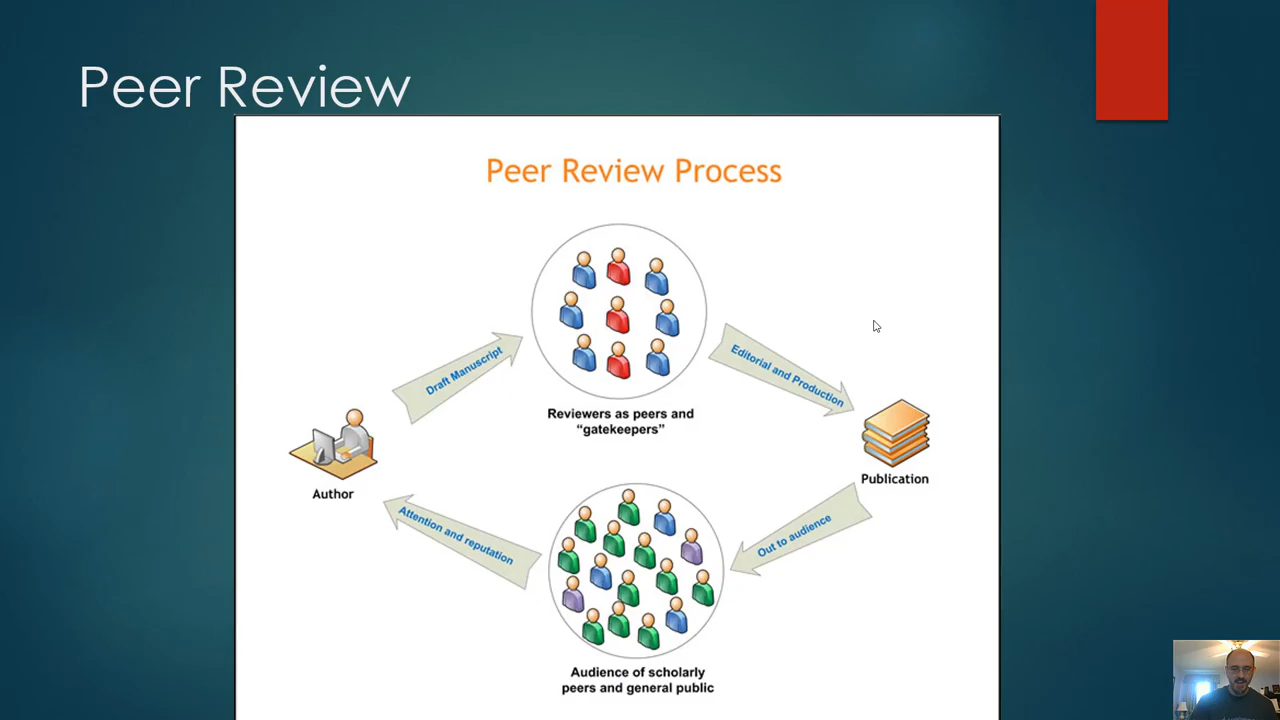 Peer Review
Peer Review Process
Draft Manuscript
Reviewers as peers and
“gatekeepers”
Editorial and Production
Author
Publication
Attention and reputation
Out to audience
Audience of scholarly
peers and general public